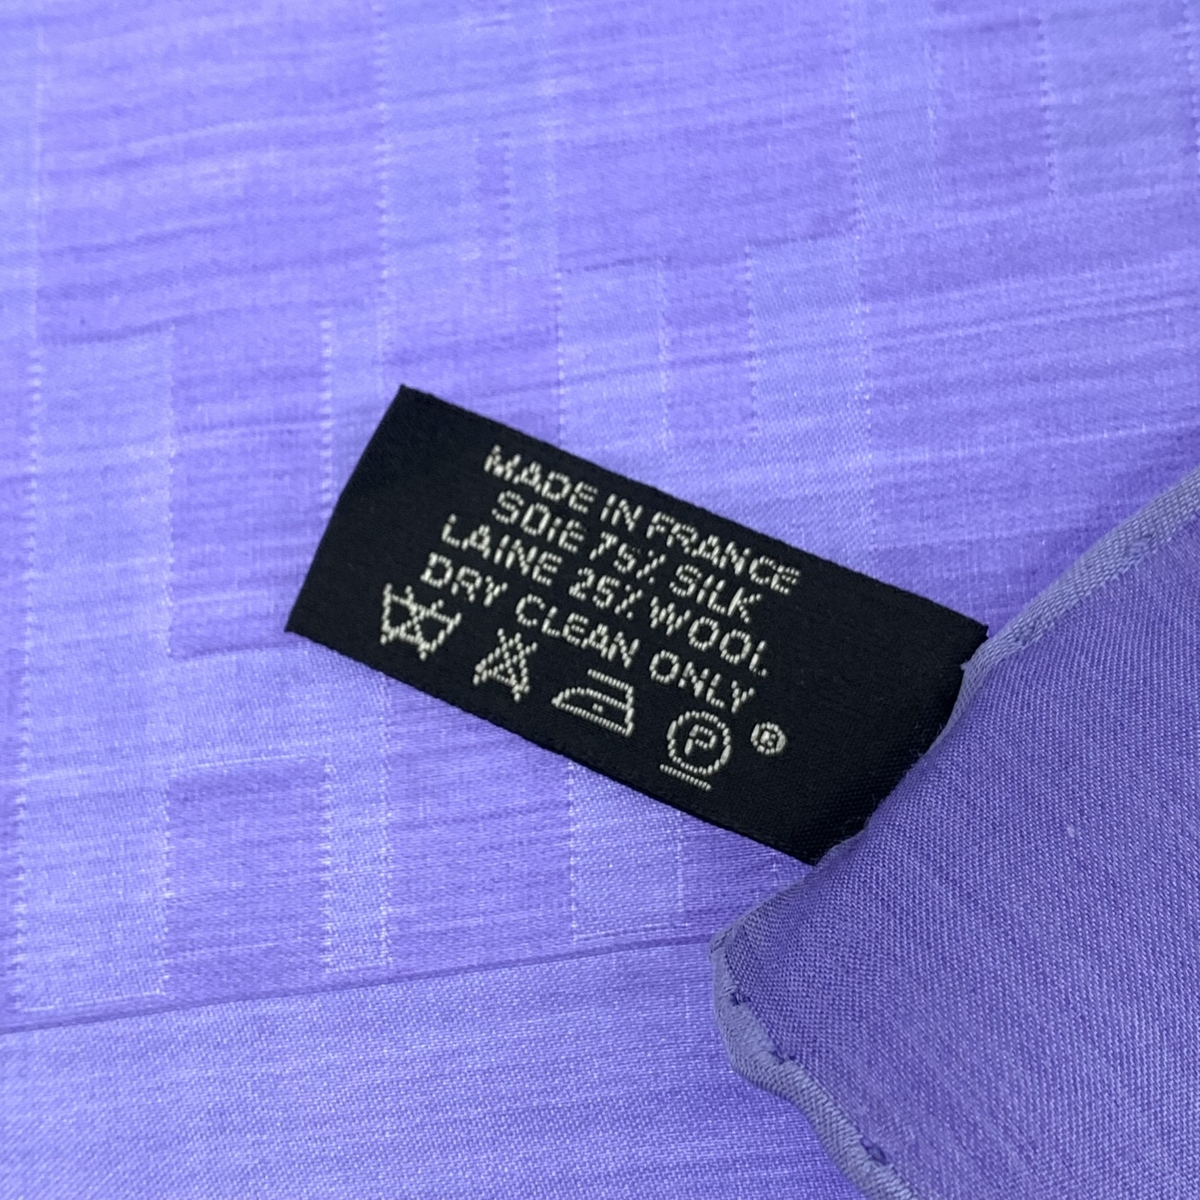 MADE IN FRANCE
SOiE 75% SILK
LAINE 25% WOOL
DRY CLEAN ONLY
P ®